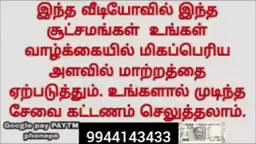 இந்த வீடியோவில் இந்த
சூட்சமங்கள் உங்கள்
வாழ்க்கையில் மிகப்பெரிய
அளவில் மாற்றத்தை
ஏற்படுத்தும். உங்களால் முடிந்த
சேவை கட்டணம் செலுத்தலாம்.
Google pay PAYTM
phonepe
9944143433